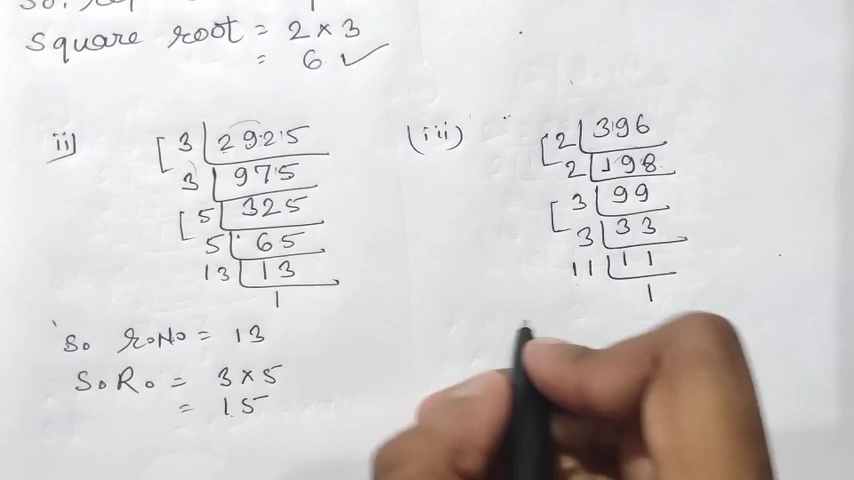 Square root = 2 × 3
= 6 ✓
ii)
3 | 2925
3 | 975
5 | 325
5 | 65
13 | 13
1
So r.No = 13
S.R. = 3 × 5
= 15
(iii)
2 | 396
2 | 198
3 | 99
3 | 33
11 | 11
1